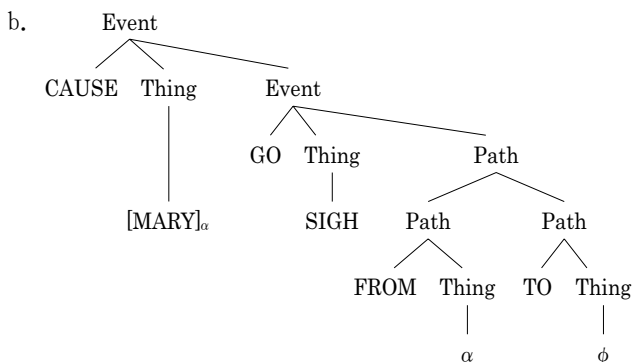 b. Event
CAUSE Thing Event
GO Thing Path
[MARY]α SIGH Path Path
FROM Thing TO Thing
α ϕ